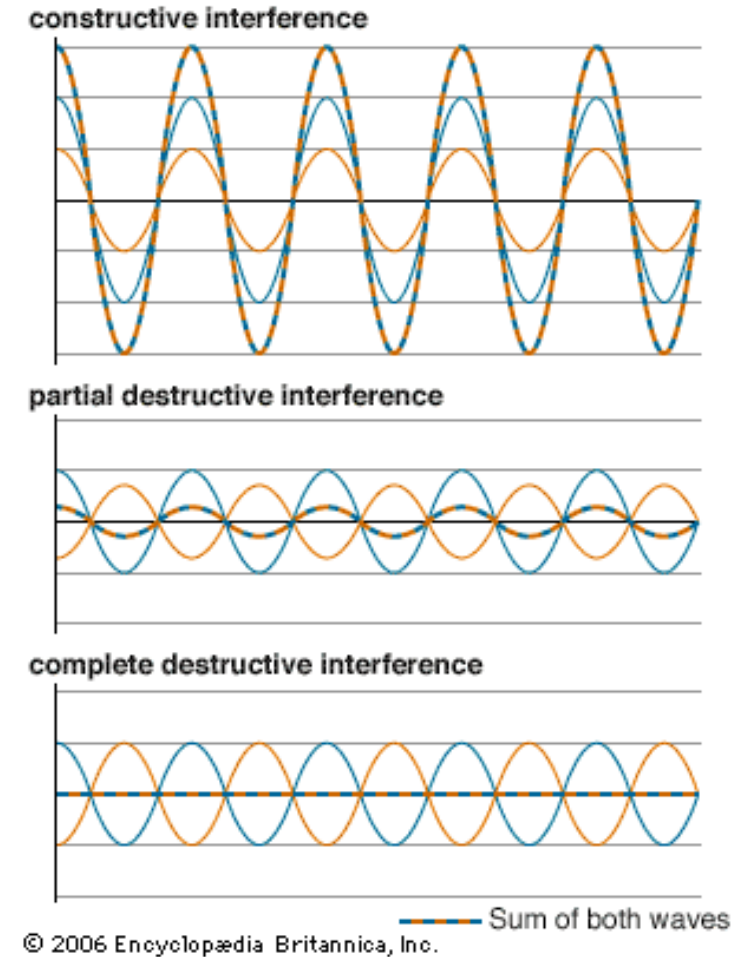 constructive interference
partial destructive interference
complete destructive interference
Sum of both waves
© 2006 Encyclopædia Britannica, Inc.